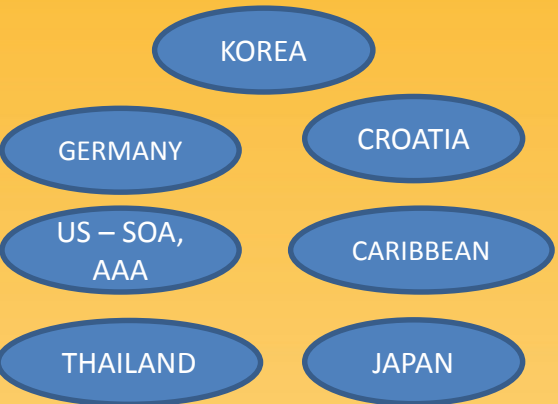 KOREA
GERMANY
CROATIA
US – SOA,
AAA
CARIBBEAN
THAILAND
JAPAN